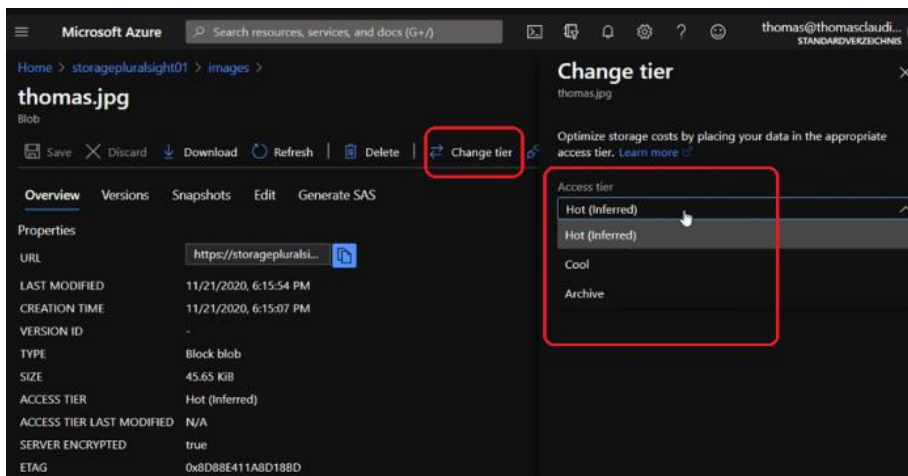 Microsoft Azure
Search resources, services, and docs (G+/)
thomas@thomasclaudi...
STANDARDVERZEICHNIS
Home > storagepluralsight01 > images >
thomas.jpg
Blob
Save Discard Download Refresh Delete Change tier
Overview Versions Snapshots Edit Generate SAS
Properties
URL https://storagepluralsi...
LAST MODIFIED 11/21/2020, 6:15:54 PM
CREATION TIME 11/21/2020, 6:15:07 PM
VERSION ID -
TYPE Block blob
SIZE 45.65 KiB
ACCESS TIER Hot (Inferred)
ACCESS TIER LAST MODIFIED N/A
SERVER ENCRYPTED true
ETAG 0x8D88E411A8D18BD
Change tier
thomas.jpg
Optimize storage costs by placing your data in the appropriate
access tier. Learn more
Access tier
Hot (Inferred)
Hot (Inferred)
Cool
Archive